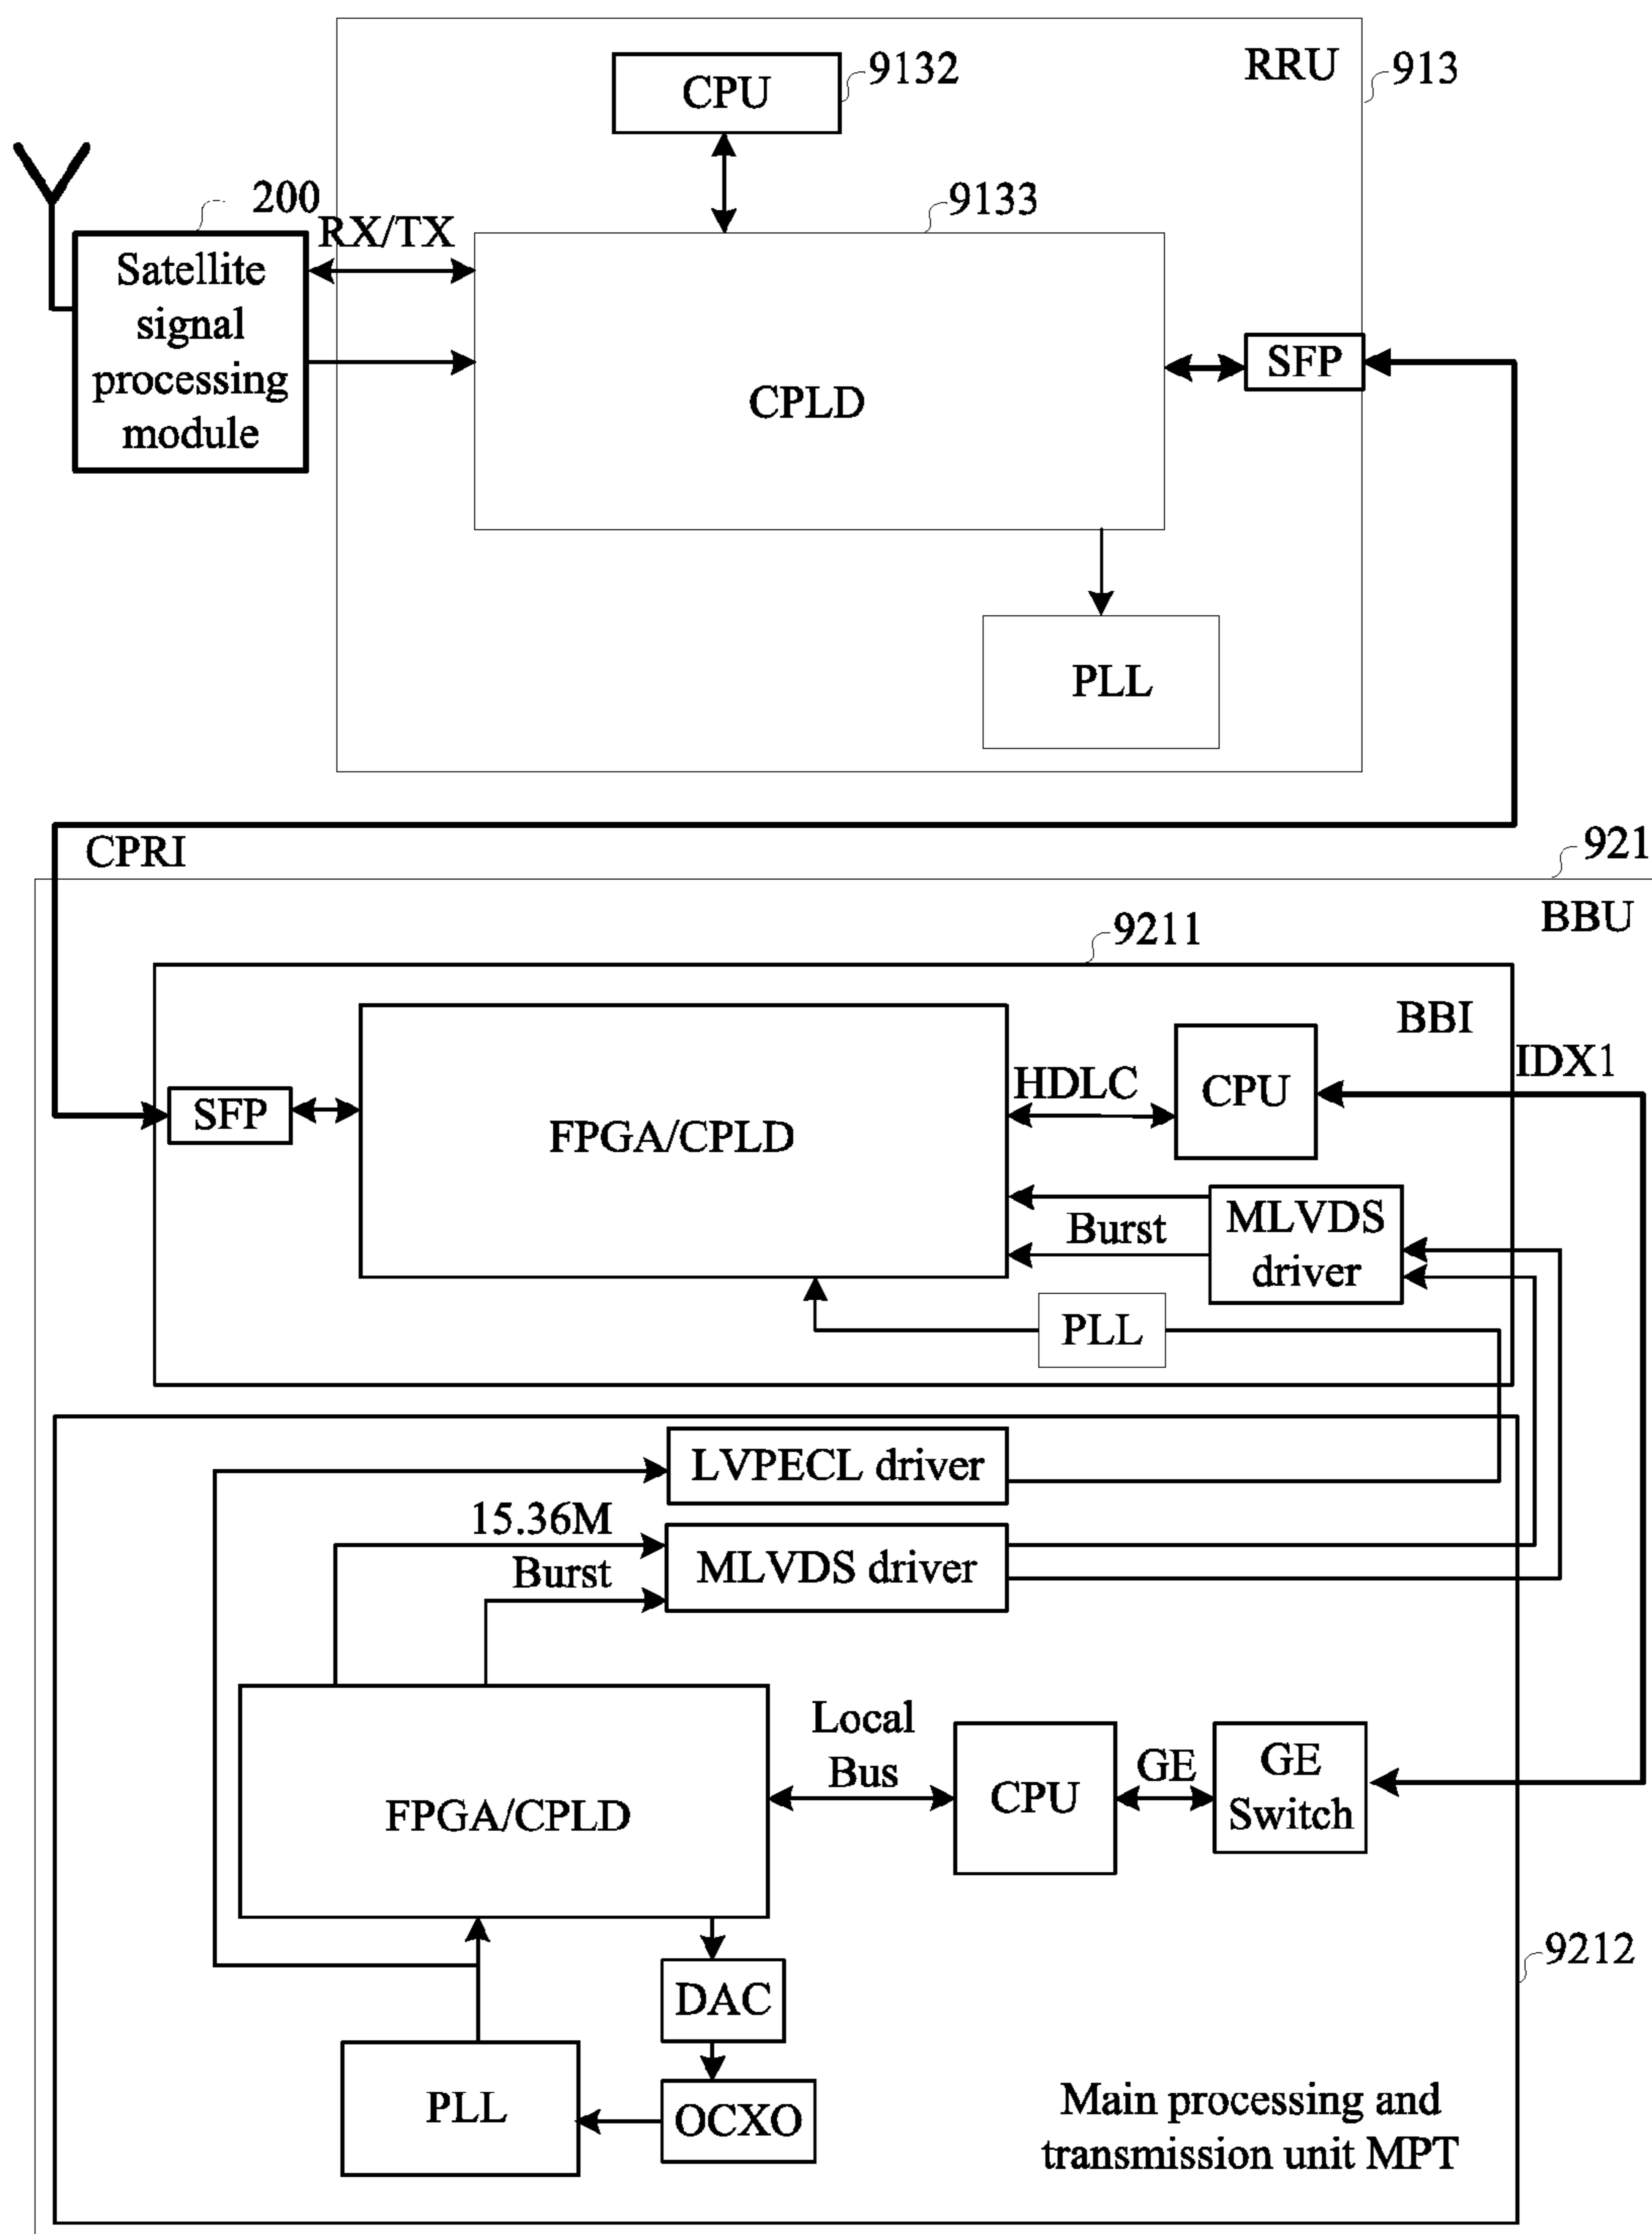 RRU
913
CPU
9132
200
RX/TX
9133
Satellite
signal
processing
module
CPLD
SFP
PLL
CPRI
921
BBU
9211
BBI
IDX1
SFP
FPGA/CPLD
HDLC
CPU
Burst
MLVDS
driver
PLL
LVPECL driver
15.36M
Burst
MLVDS driver
FPGA/CPLD
Local
Bus
CPU
GE
GE
Switch
9212
DAC
PLL
OCXO
Main processing and
transmission unit MPT